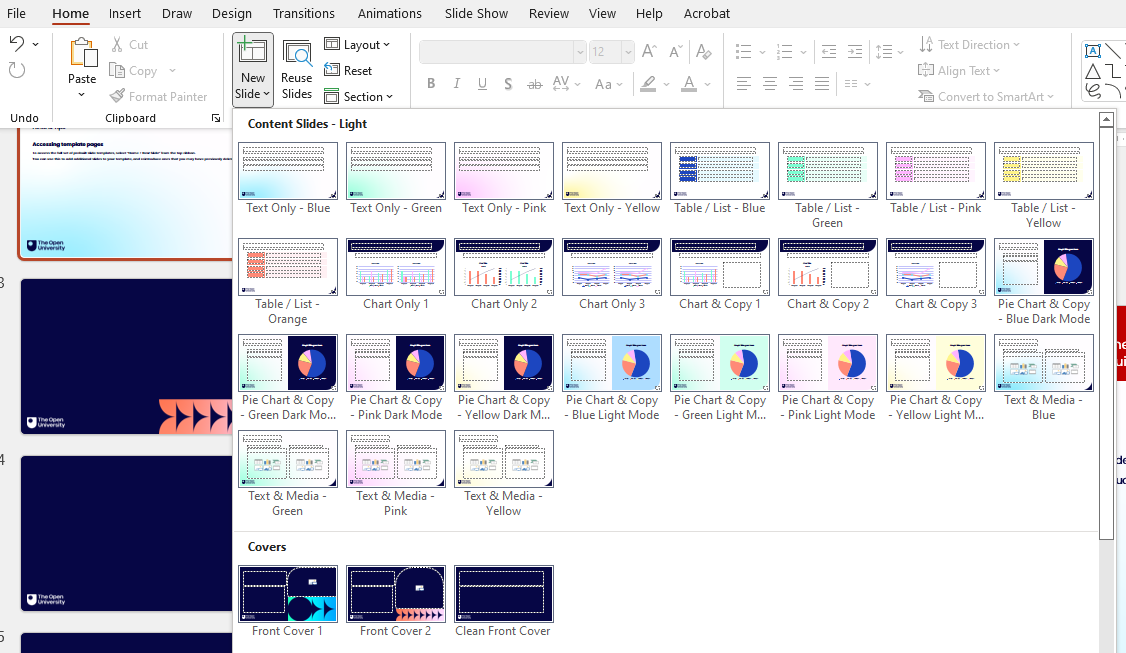 File Home Insert Draw Design Transitions Animations Slide Show Review View Help Acrobat
Undo
Paste
Cut
Copy
Format Painter
Clipboard
New
Slide
Reuse
Slides
Layout
Reset
Section
12
B I U S ab AV Aa A
Text Direction
Align Text
Convert to SmartArt
Accessing template pages
The Open
University
3
The Open
University
4
The Open
University
5
Content Slides - Light
Text Only - Blue Text Only - Green Text Only - Pink Text Only - Yellow Table / List - Blue Table / List - Green Table / List - Pink Table / List - Yellow
Table / List - Orange Chart Only 1 Chart Only 2 Chart Only 3 Chart & Copy 1 Chart & Copy 2 Chart & Copy 3 Pie Chart & Copy - Blue Dark Mode
Pie Chart & Copy - Green Dark Mo... Pie Chart & Copy - Pink Dark Mode Pie Chart & Copy - Yellow Dark M... Pie Chart & Copy - Blue Light Mode Pie Chart & Copy - Green Light M... Pie Chart & Copy - Pink Light Mode Pie Chart & Copy - Yellow Light M... Text & Media - Blue
Text & Media - Green Text & Media - Pink Text & Media - Yellow
Covers
Front Cover 1 Front Cover 2 Clean Front Cover